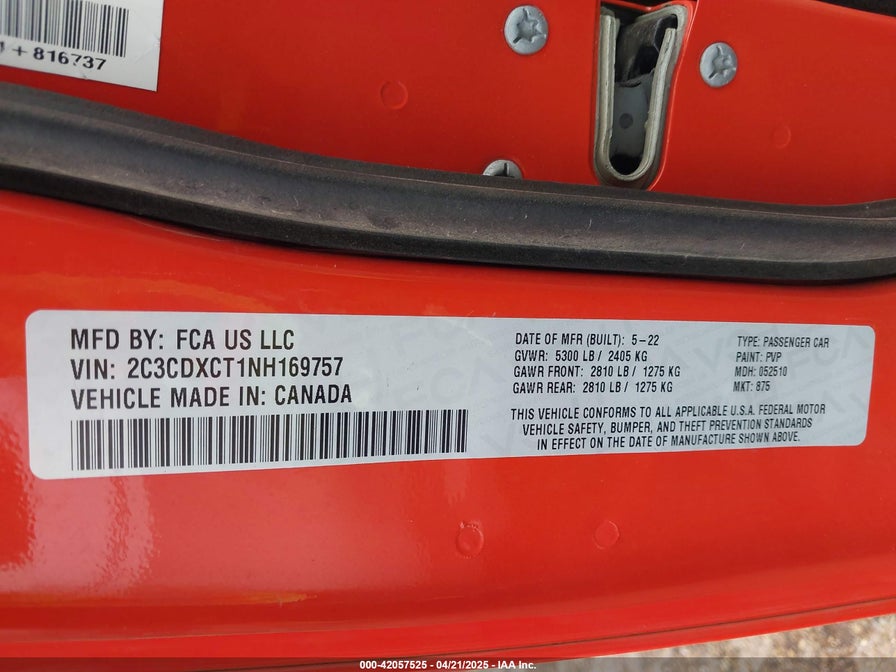 + 816737
MFD BY: FCA US LLC
VIN: 2C3CDXCT1NH169757
VEHICLE MADE IN: CANADA
DATE OF MFR (BUILT): 5-22
GVWR: 5300 LB / 2405 KG
GAWR FRONT: 2810 LB / 1275 KG
GAWR REAR: 2810 LB / 1275 KG
TYPE: PASSENGER CAR
PAINT: PVP
MDH: 052510
MKT: 875
THIS VEHICLE CONFORMS TO ALL APPLICABLE U.S.A. FEDERAL MOTOR
VEHICLE SAFETY, BUMPER, AND THEFT PREVENTION STANDARDS
IN EFFECT ON THE DATE OF MANUFACTURE SHOWN ABOVE.
000-42057525 - 04/21/2025 - IAA Inc.